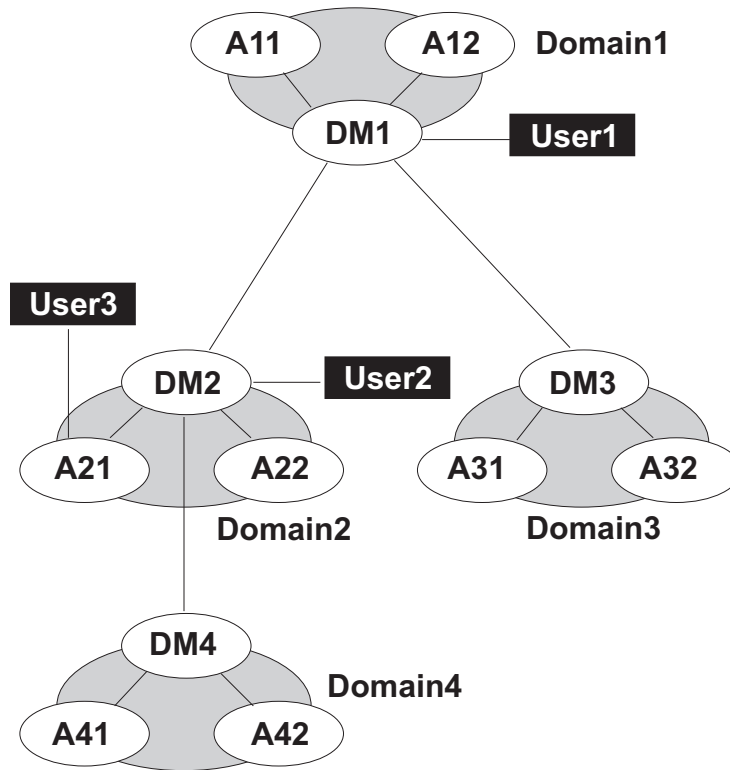 A11
A12
Domain1
DM1
User1
User3
DM2
User2
DM3
A21
A22
A31
A32
Domain2
Domain3
DM4
Domain4
A41
A42